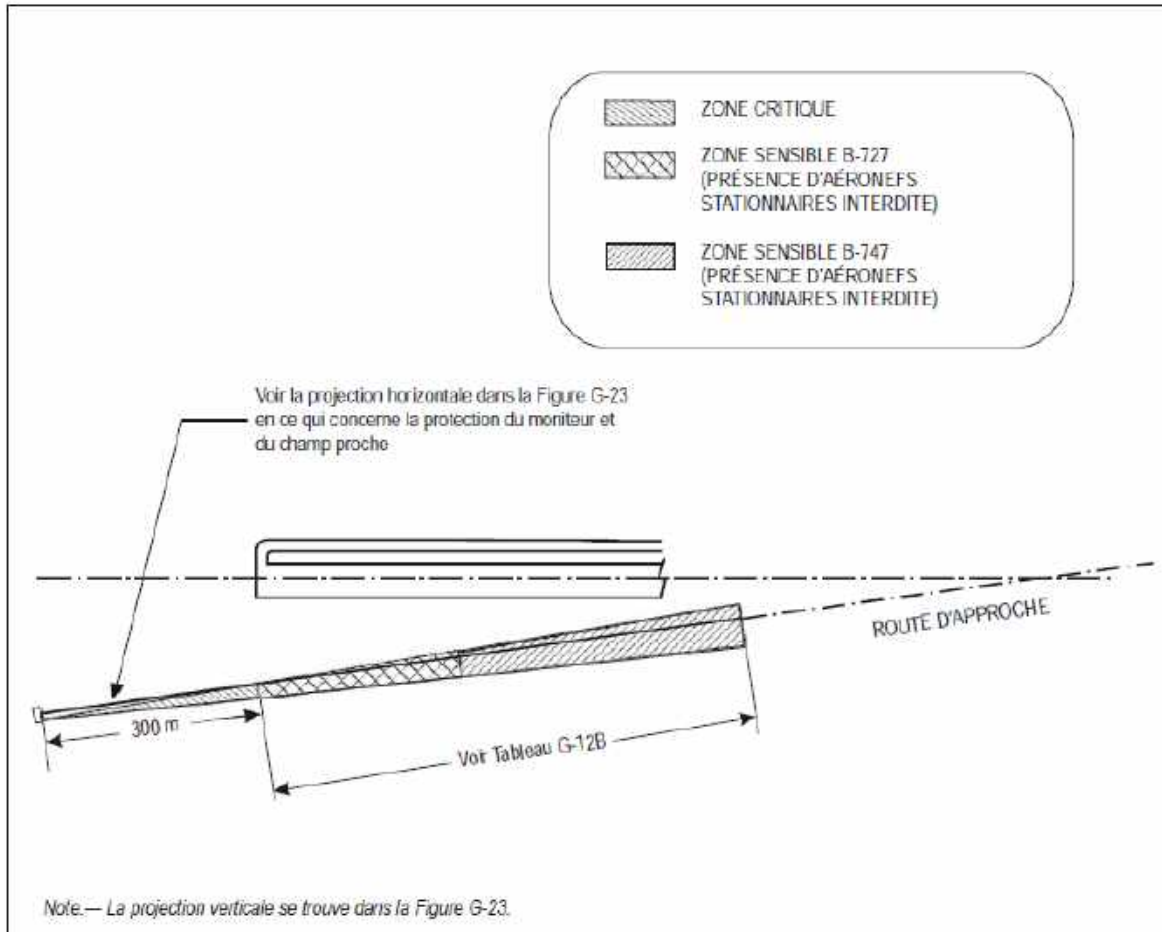 ZONE CRITIQUE
ZONE SENSIBLE B-727
(PRÉSENCE D'AÉRONEFS
STATIONNAIRES INTERDITE)
ZONE SENSIBLE B-747
(PRÉSENCE D'AÉRONEFS
STATIONNAIRES INTERDITE)
Voir la projection horizontale dans la Figure G-23
en ce qui concerne la protection du moniteur et
du champ proche
ROUTE D'APPROCHE
300 m
Voir Tableau G-12B
Note.— La projection verticale se trouve dans la Figure G-23.